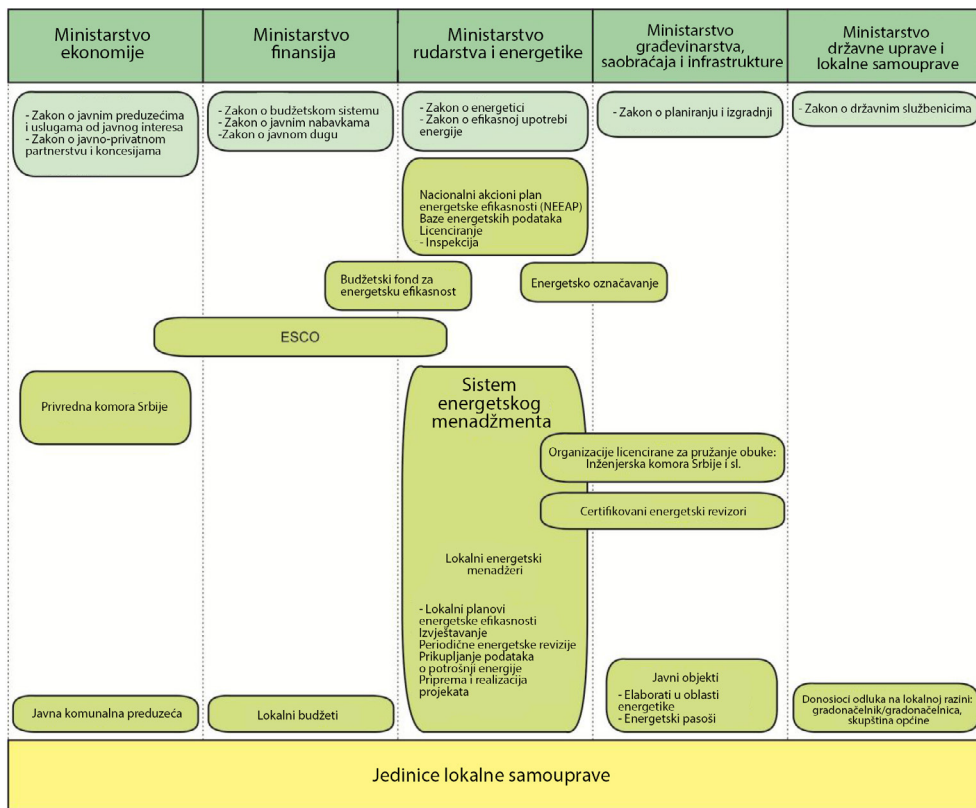 Ministarstvo
ekonomije
Ministarstvo
finansija
Ministarstvo
rudarstva i energetike
Ministarstvo
građevinarstva,
saobraćaja i infrastrukture
Ministarstvo
državne uprave i
lokalne samouprave
- Zakon o javnim preduzećima
i uslugama od javnog interesa
- Zakon o javno-privatnom
partnerstvu i koncesijama
- Zakon o budžetskom sistemu
- Zakon o javnim nabavkama
-Zakon o javnom dugu
- Zakon o energetici
- Zakon o efikasnoj upotrebi
energije
- Zakon o planiranju i izgradnji
- Zakon o državnim službenicima
Nacionalni akcioni plan
energetske efikasnosti (NEEAP)
Baze energetskih podataka
Licenciranje
- Inspekcija
Budžetski fond za
energetsku efikasnost
Energetsko označavanje
ESCO
Privredna komora Srbije
Sistem
energetskog
menadžmenta
Organizacije licencirane za pružanje obuke:
Inženjerska komora Srbije i sl.
Certifikovani energetski revizori
Lokalni energetski
menadžeri
- Lokalni planovi
energetske efikasnosti
Izvještavanje
Periodične energetske revizije
Prikupljanje podataka
o potrošnji energije
Priprema i realizacija
projekata
Javna komunalna preduzeća
Lokalni budžeti
Javni objekti
- Elaborati u oblasti
energetike
- Energetski pasoši
Donosioci odluka na lokalnoj razini:
gradonačelnik/gradonačelnica,
skupština općine
Jedinice lokalne samouprave